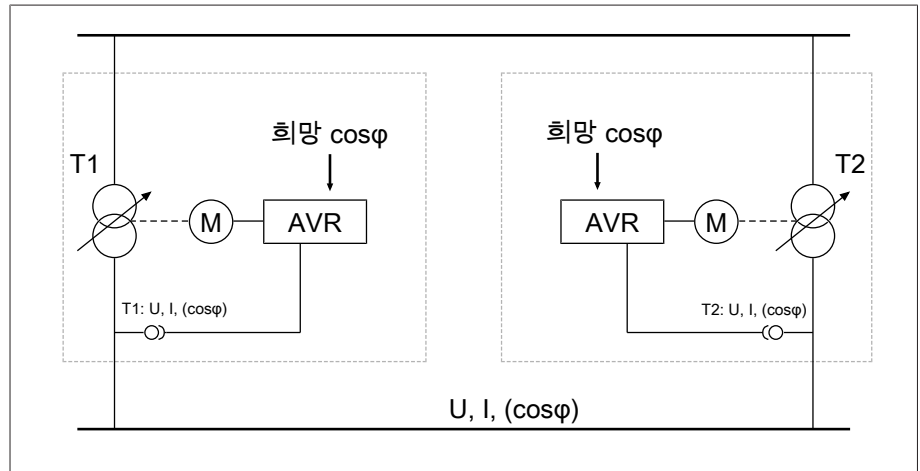 희망 cosφ
T1
M
AVR
T1: U, I, (cosφ)
희망 cosφ
T2
AVR
M
T2: U, I, (cosφ)
U, I, (cosφ)